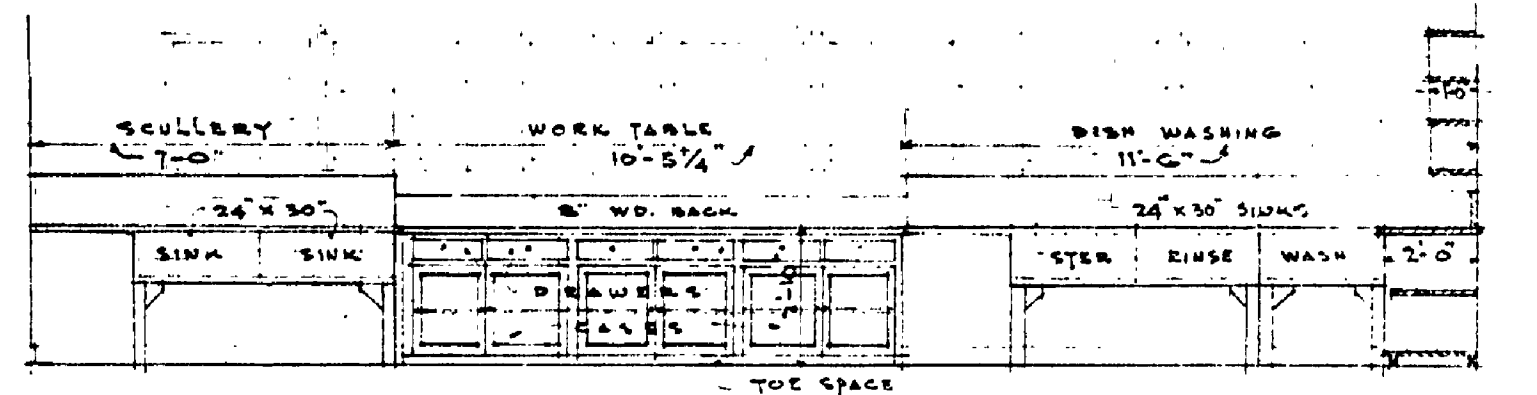 SCULLERY
7'-0"
WORK TABLE
10'-5¼"
DISH WASHING
11'-6"
1'-0"
24" x 30"
8" WD. BACK
24" x 30" SINKS
SINK
SINK
STER
RINSE
WASH
2'-0"
DRAWERS
CASES
TOE SPACE